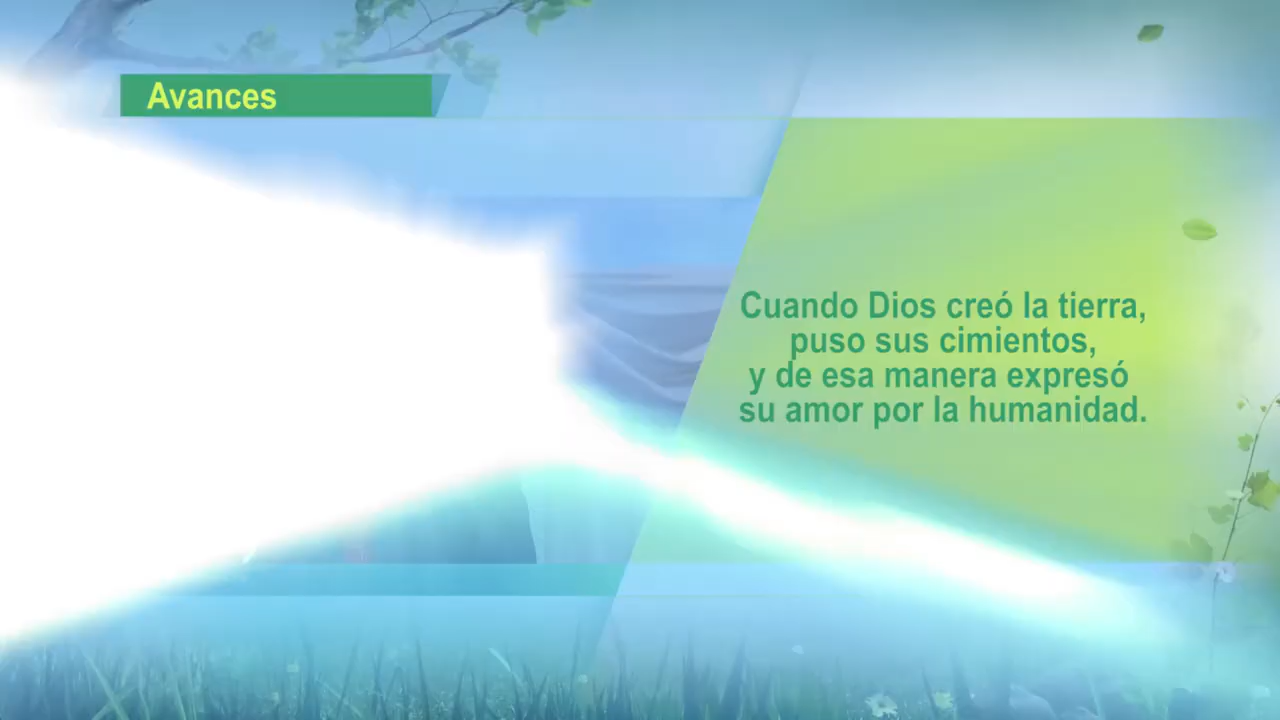 Avances
Cuando Dios creó la tierra,
puso sus cimientos,
y de esa manera expresó
su amor por la humanidad.